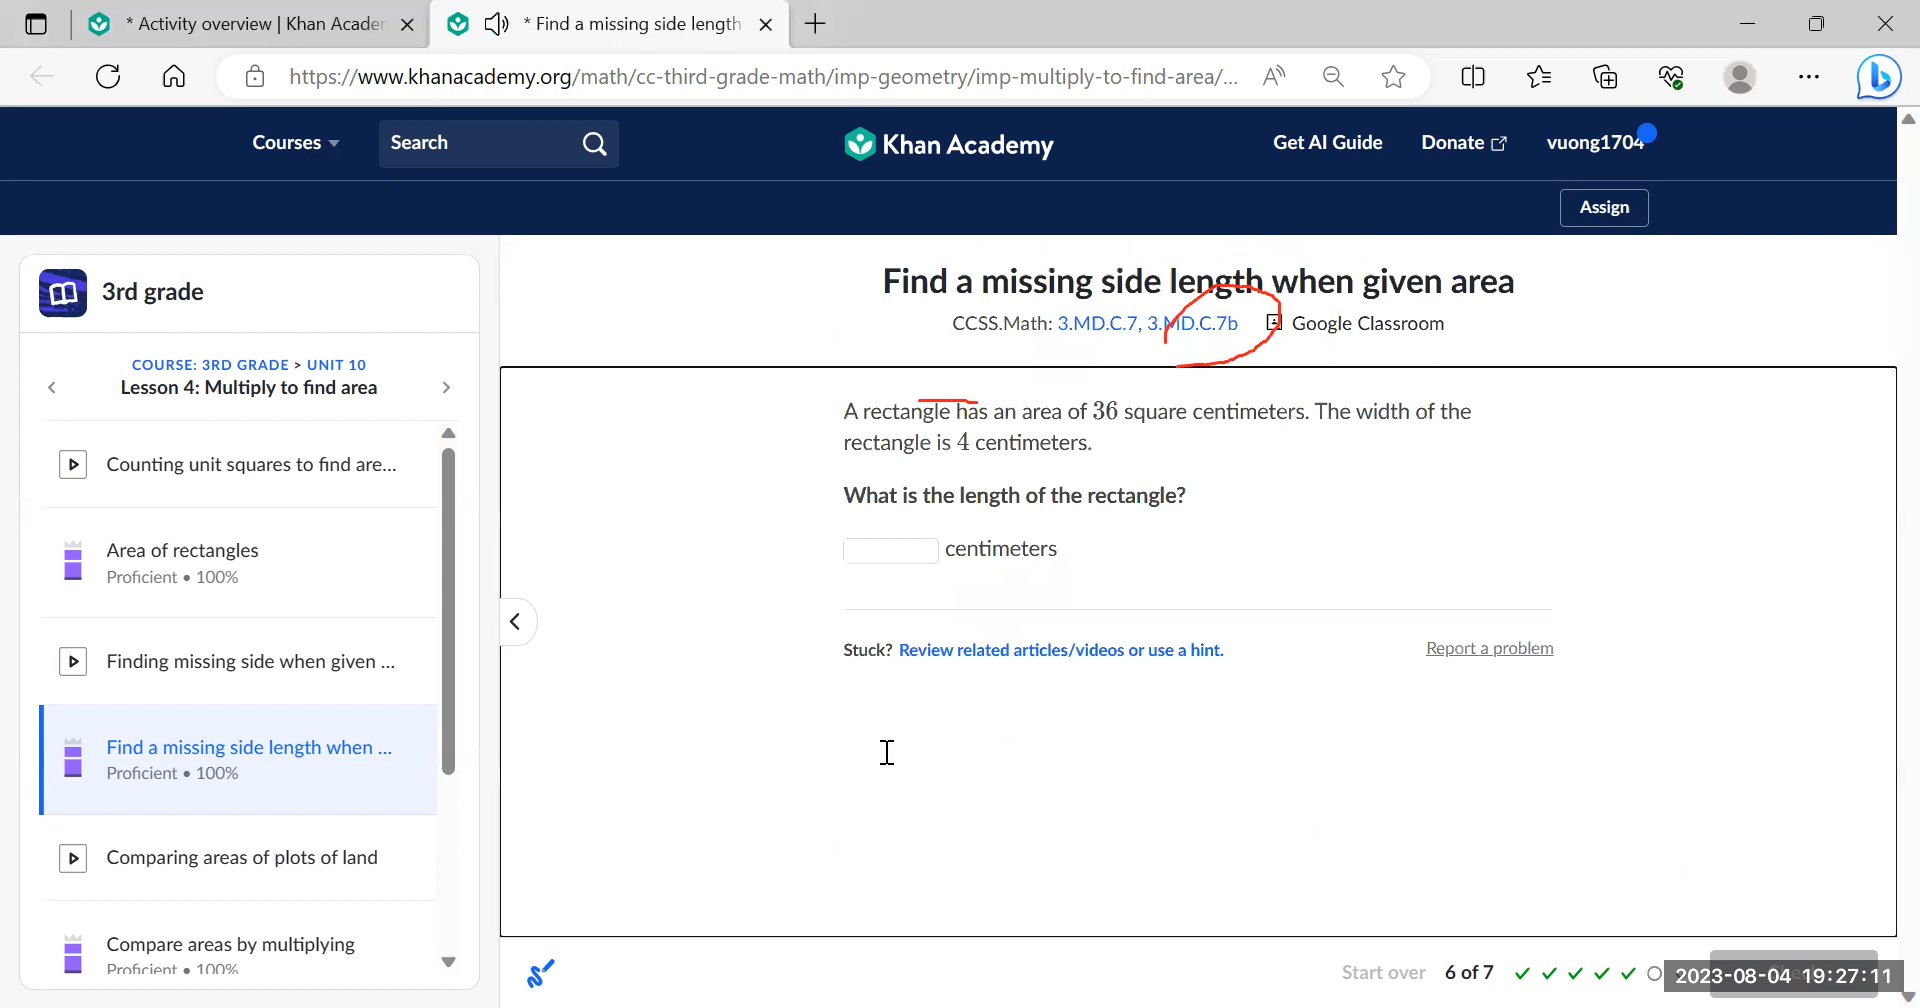 * Activity overview | Khan Acade
* Find a missing side length
https://www.khanacademy.org/math/cc-third-grade-math/imp-geometry/imp-multiply-to-find-area/...
Courses
Search
Khan Academy
Get AI Guide
Donate
vuong1704
Assign
3rd grade
COURSE: 3RD GRADE > UNIT 10
Lesson 4: Multiply to find area
Counting unit squares to find are...
Area of rectangles
Proficient • 100%
Finding missing side when given ...
Find a missing side length when ...
Proficient • 100%
Comparing areas of plots of land
Compare areas by multiplying
Proficient • 100%
Find a missing side length when given area
CCSS.Math: 3.MD.C.7, 3.MD.C.7b Google Classroom
A rectangle has an area of 36 square centimeters. The width of the
rectangle is 4 centimeters.
What is the length of the rectangle?
centimeters
Stuck? Review related articles/videos or use a hint.
Report a problem
Start over 6 of 7
2023-08-04 19:27:11